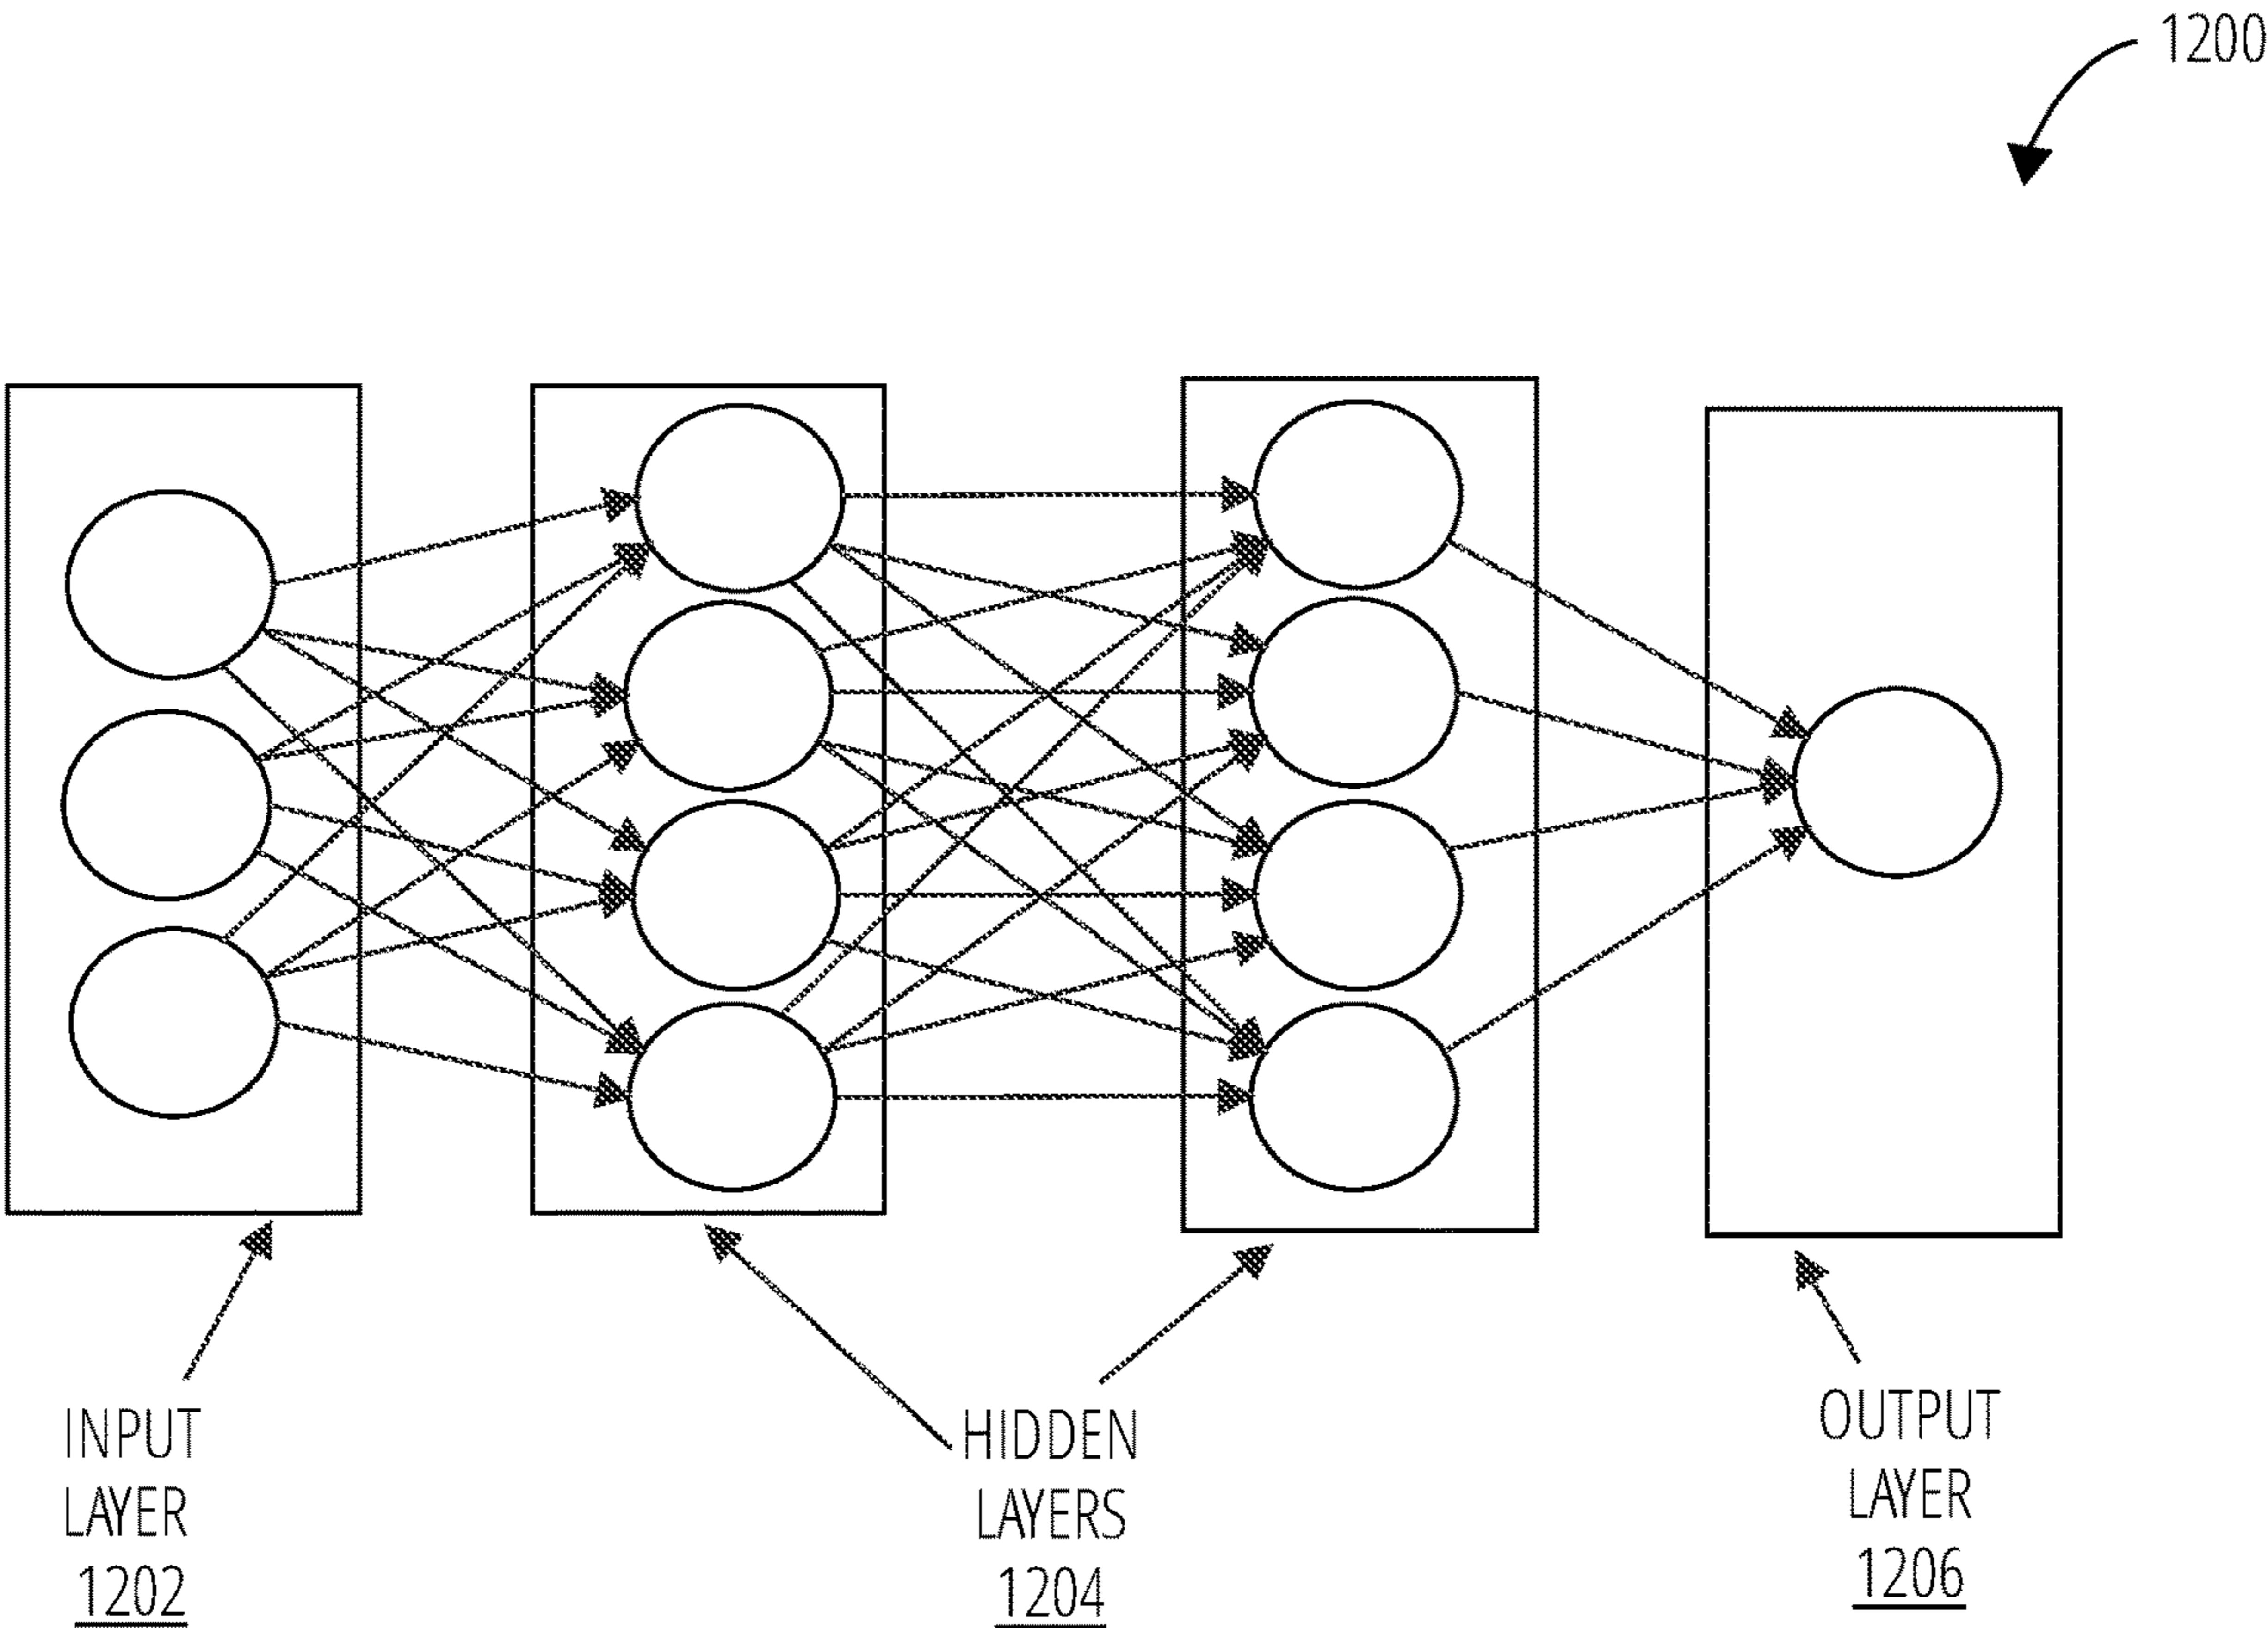 1200
INPUT
LAYER
1202
HIDDEN
LAYERS
1204
OUTPUT
LAYER
1206